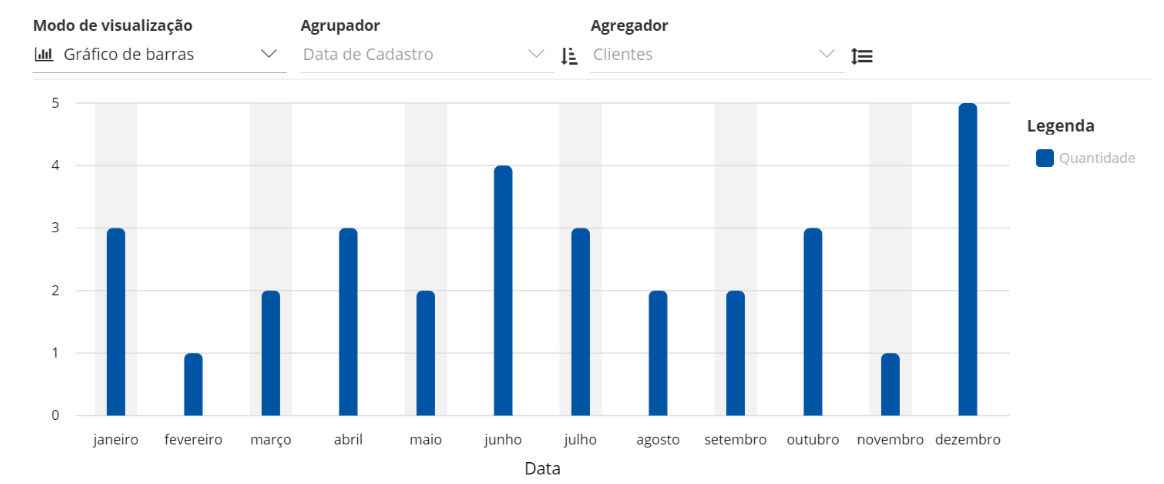 Modo de visualização Agrupador Agregador
Gráfico de barras Data de Cadastro Clientes
5
4
3
2
1
0
Legenda
Quantidade
janeiro fevereiro março abril maio junho julho agosto setembro outubro novembro dezembro
Data